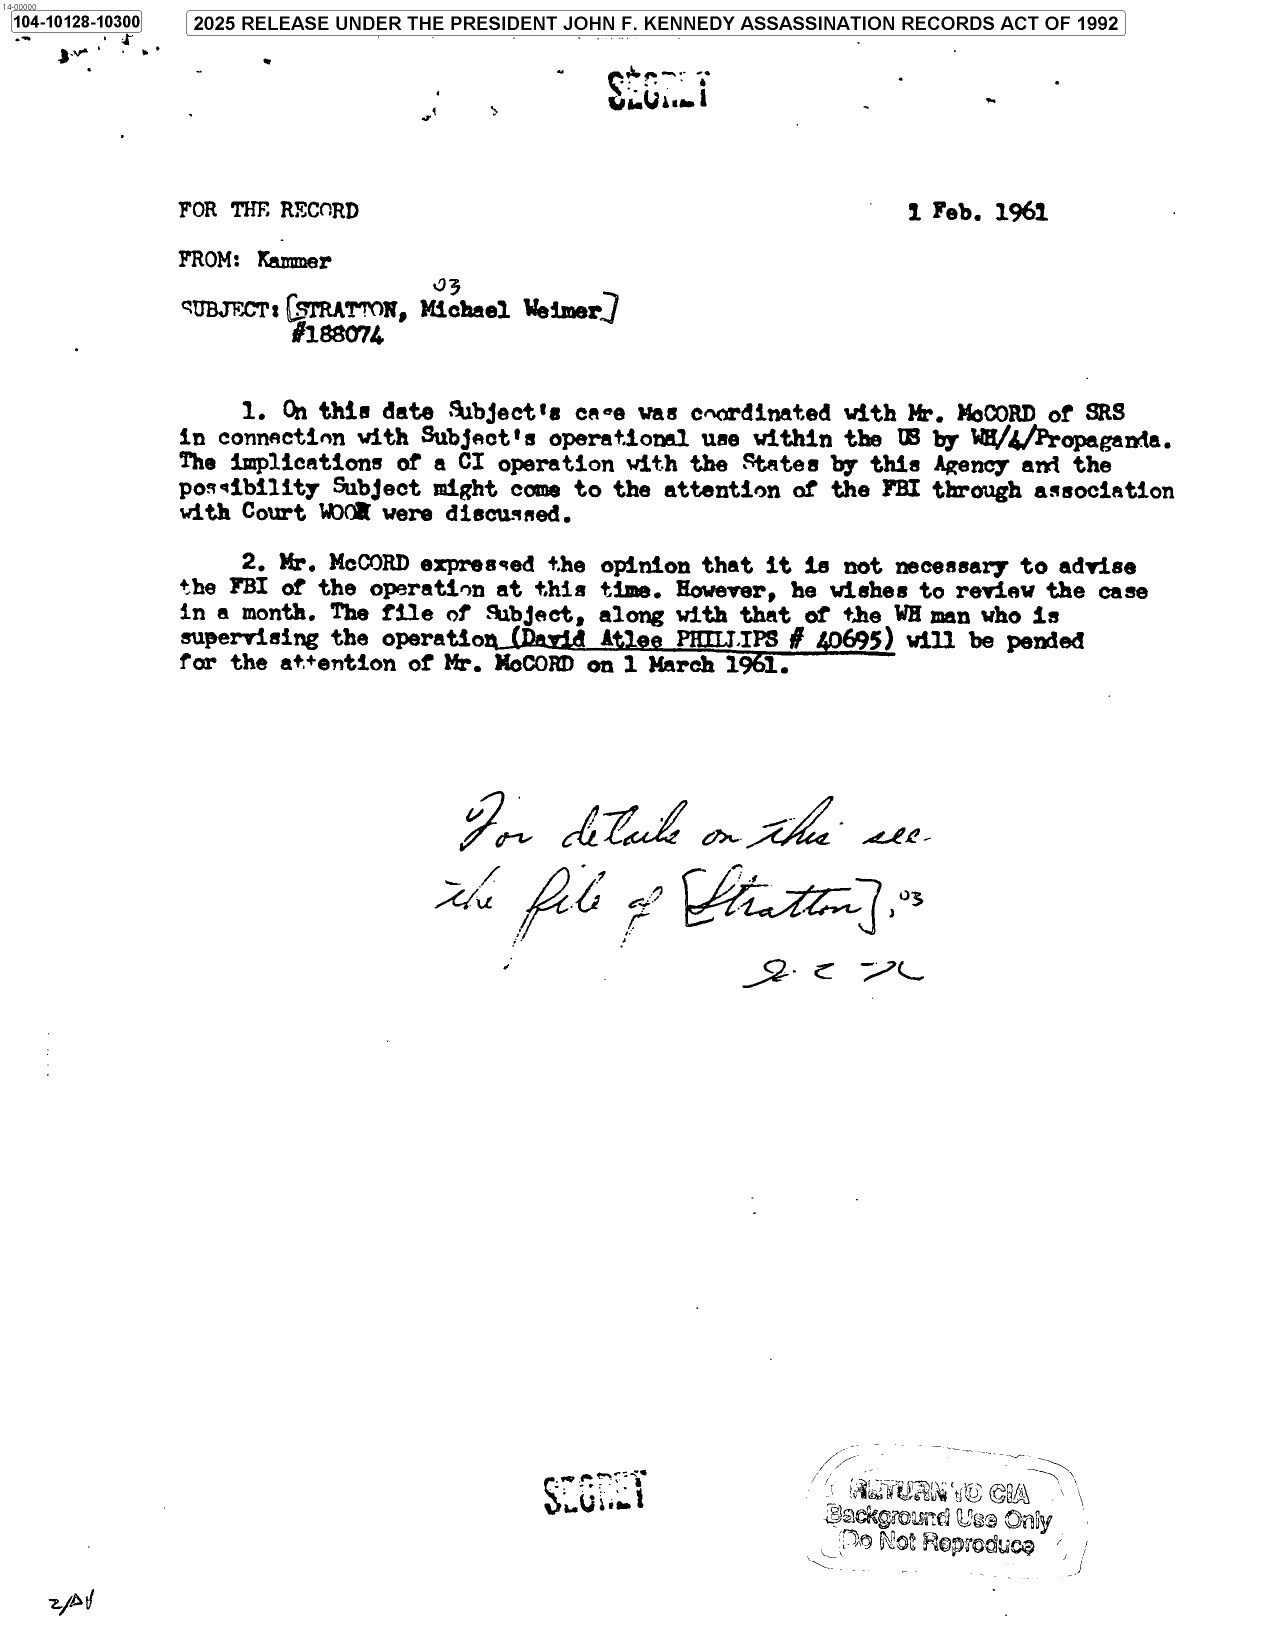 14-00000
104-10128-10300
2025 RELEASE UNDER THE PRESIDENT JOHN F. KENNEDY ASSASSINATION RECORDS ACT OF 1992
SECRET
FOR THE RECORD 1 Feb. 1961
FROM: Kammer
03
SUBJECT: [STRATTON, Michael Weimer]
#188074
1. On this date Subject's case was coordinated with Mr. McCORD of SRS
in connection with Subject's operational use within the US by WH/4/Propaganda.
The implications of a CI operation with the States by this Agency and the
possibility Subject might come to the attention of the FBI through association
with Court WOOD were discussed.
2. Mr. McCORD expressed the opinion that it is not necessary to advise
the FBI of the operation at this time. However, he wishes to review the case
in a month. The file of Subject, along with that of the WH man who is
supervising the operation (David Atlee PHILLIPS # 40695) will be pended
for the attention of Mr. McCORD on 1 March 1961.
For details on this see
the file of [Stratton]. 03
SECRET
RETURN TO CIA
Background Use Only
Do Not Reproduce